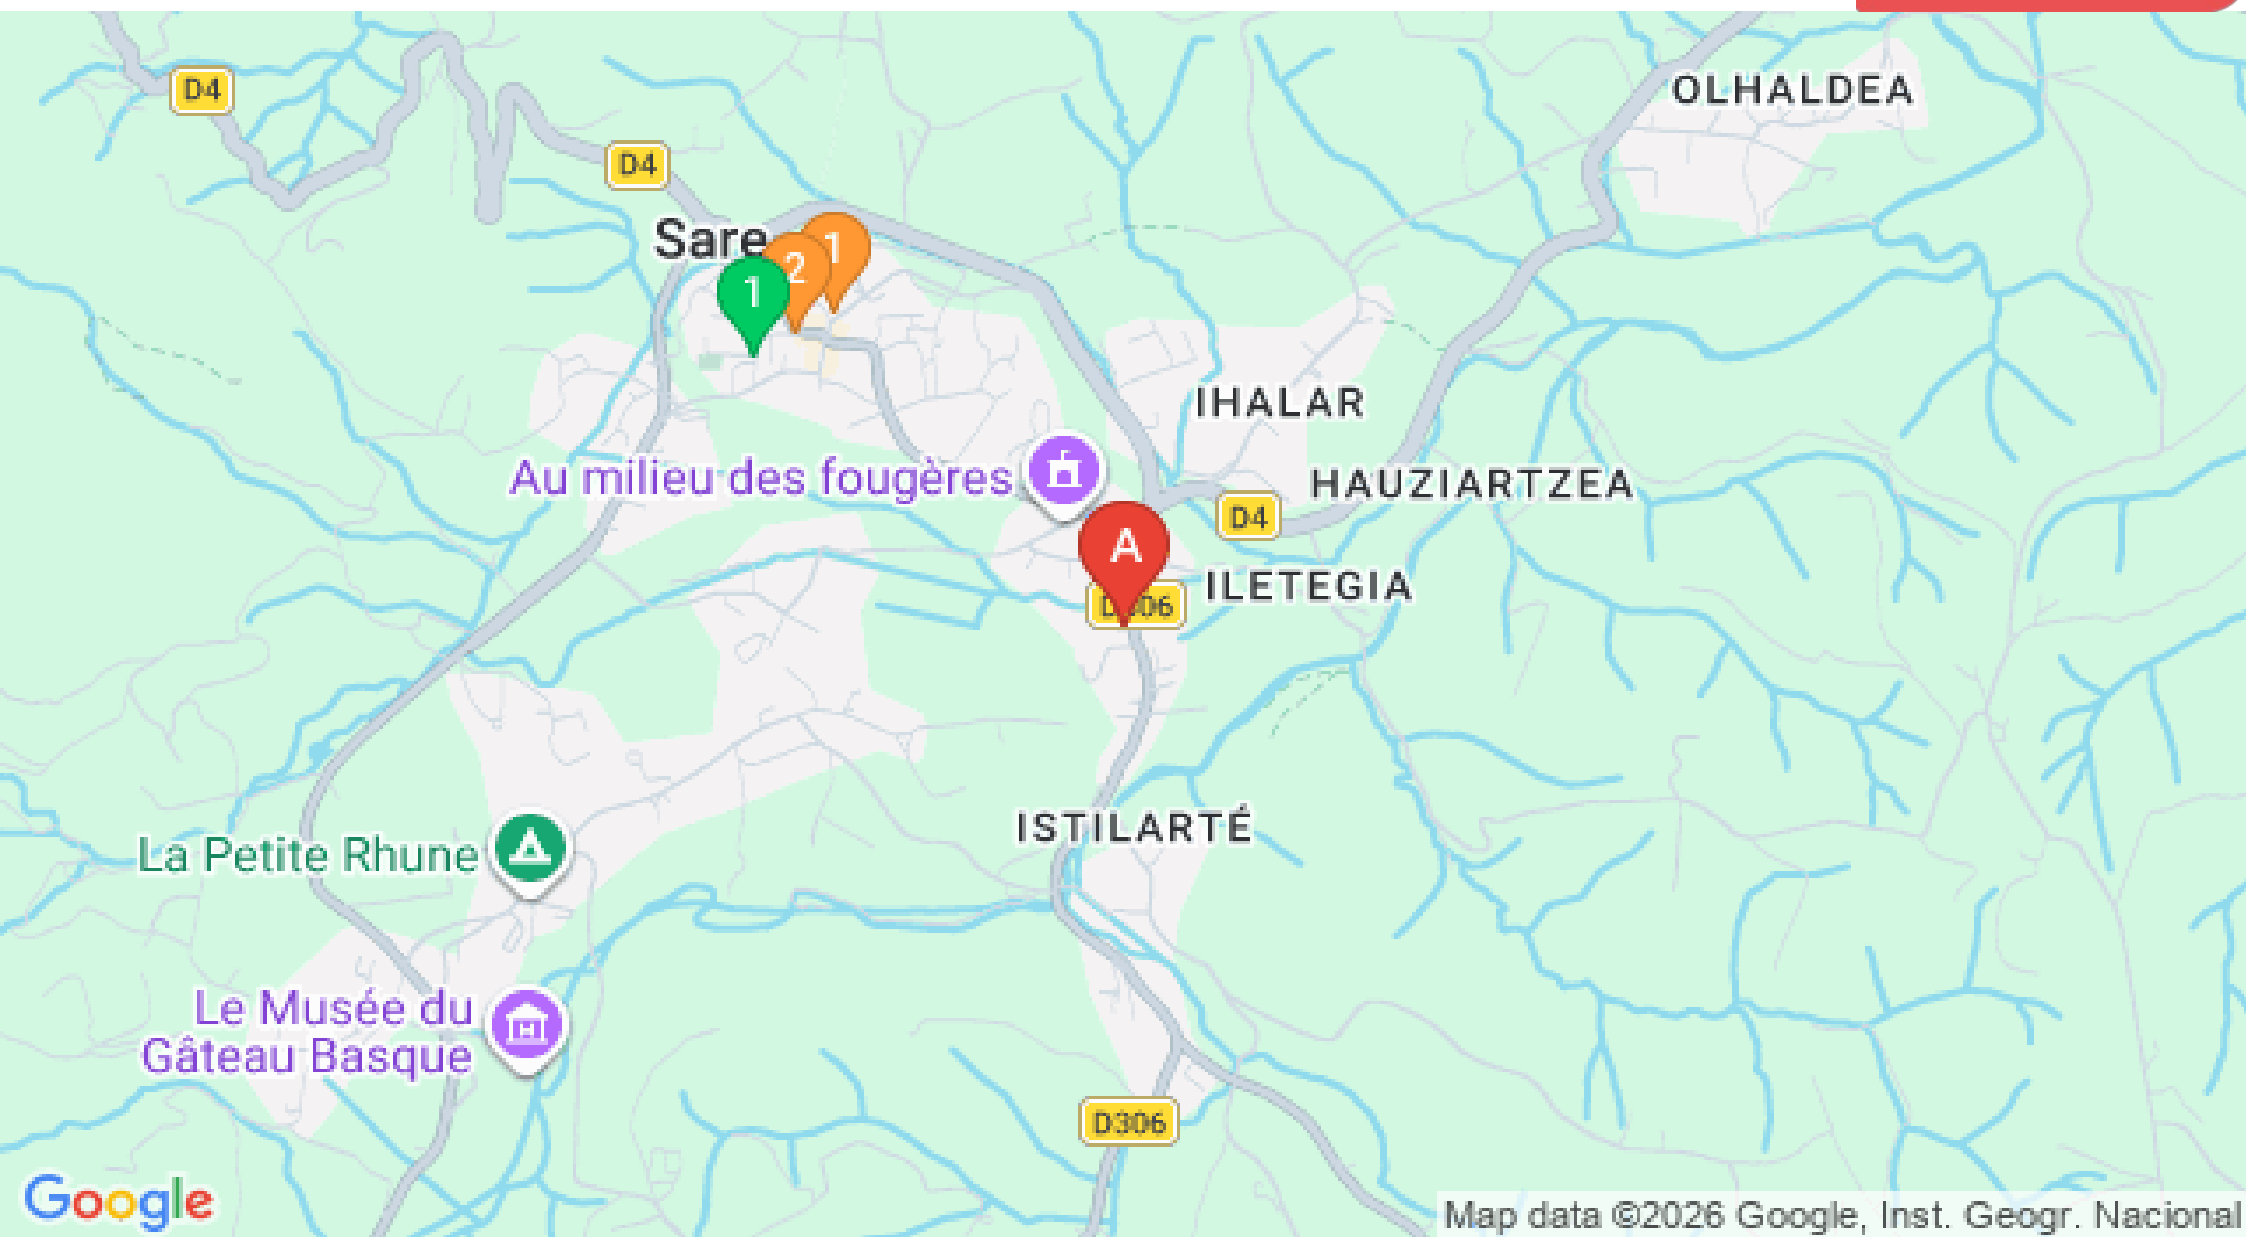 D4
OLHALDEA
D4
Sare
1
2
1
IHALAR
Au milieu des fougères
HAUZIARTZEA
D4
A
ILETEGIA
ISTILARTÉ
La Petite Rhune
Le Musée du
Gâteau Basque
D306
Google
Map data ©2026 Google, Inst. Geogr. Nacional